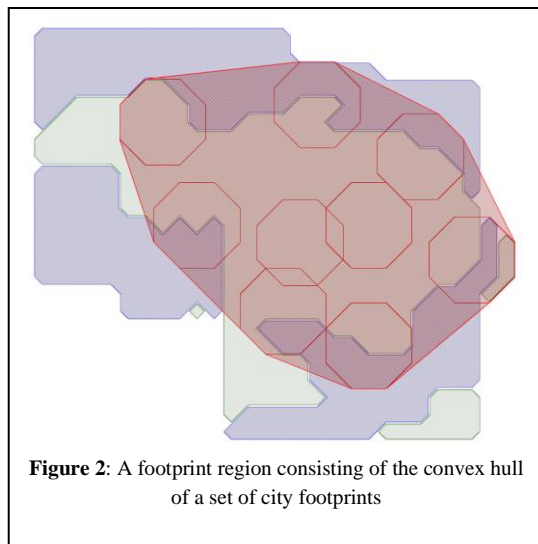 Figure 2: A footprint region consisting of the convex hull
of a set of city footprints